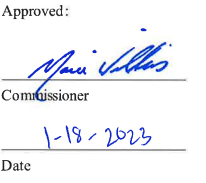 Approved:
Commissioner
1-18-2023
Date